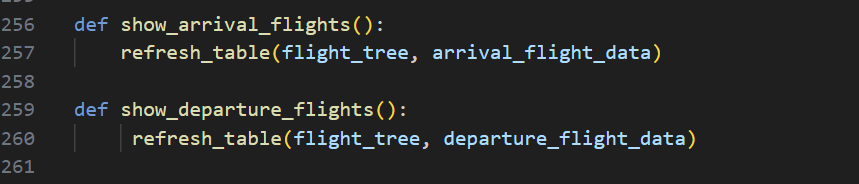 256 def show_arrival_flights():
257     refresh_table(flight_tree, arrival_flight_data)
258
259 def show_departure_flights():
260      refresh_table(flight_tree, departure_flight_data)
261